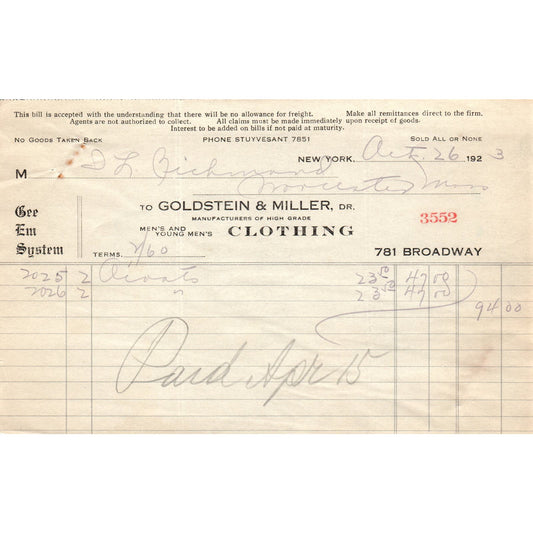 This bill is accepted with the understanding that there will be no allowance for freight. Make all remittances direct to the firm.
Agents are not authorized to collect. All claims must be made immediately upon receipt of goods.
Interest to be added on bills if not paid at maturity.
NO GOODS TAKEN BACK PHONE STUYVESANT 7851 SOLD ALL OR NONE
NEW YORK, Oct. 26 1923
M L. Richmond
Worcester Mass
TO GOLDSTEIN & MILLER, DR.
MANUFACTURERS OF HIGH GRADE
MEN'S AND YOUNG MEN'S CLOTHING
Gee Em System
3552
781 BROADWAY
TERMS /60
2025 2 23 50 47 00
2026 2 " 23 50 47 00
94 00
Paid Apr 15